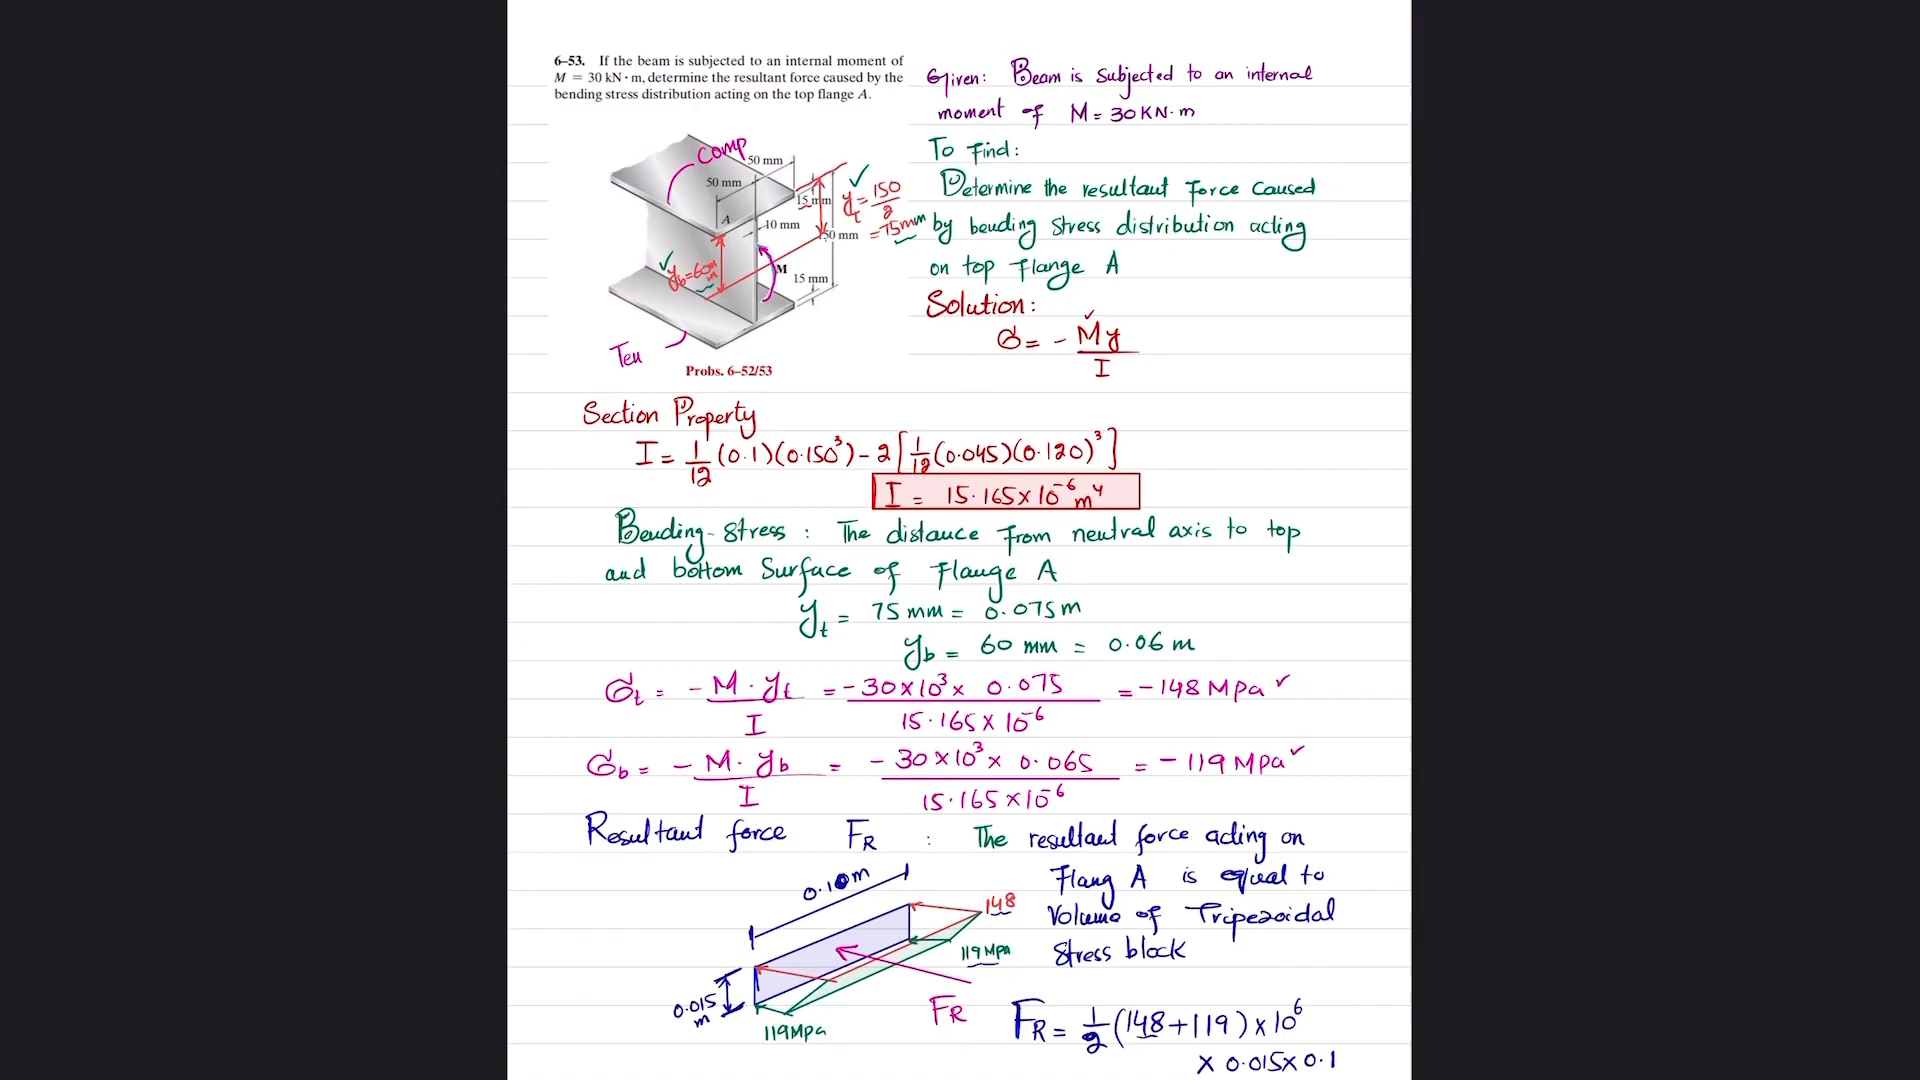 6–53. If the beam is subjected to an internal moment of
M = 30 kN · m, determine the resultant force caused by the
bending stress distribution acting on the top flange A.
Given: Beam is subjected to an internal
moment of M = 30 KN·m
To find:
Determine the resultant force caused
by bending stress distribution acting
on top flange A
Solution:
σ = - My
I
Comp
50 mm
50 mm
15 mm
yt = 150
2
= 75mm
A
10 mm
150 mm
yb=60mm
M
15 mm
Ten
Probs. 6–52/53
Section Property
I = 1/12 (0.1)(0.150³) - 2[1/12 (0.045)(0.120)³]
I = 15.165×10⁻⁶ m⁴
Bending-stress : The distance from neutral axis to top
and bottom surface of flange A
yt = 75 mm = 0.075m
yb = 60 mm = 0.06 m
σt = -M·yt / I = -30×10³× 0.075 / 15.165×10⁻⁶ = -148 MPa
σb = -M·yb / I = -30×10³× 0.065 / 15.165×10⁻⁶ = -119 MPa
Resultant force FR : The resultant force acting on
Flang A is equal to
Volume of Tripezoidal
Stress block
0.10m
148
119 MPa
0.015
m
119MPa
FR
FR = 1/2 (148+119)×10⁶
× 0.015×0.1